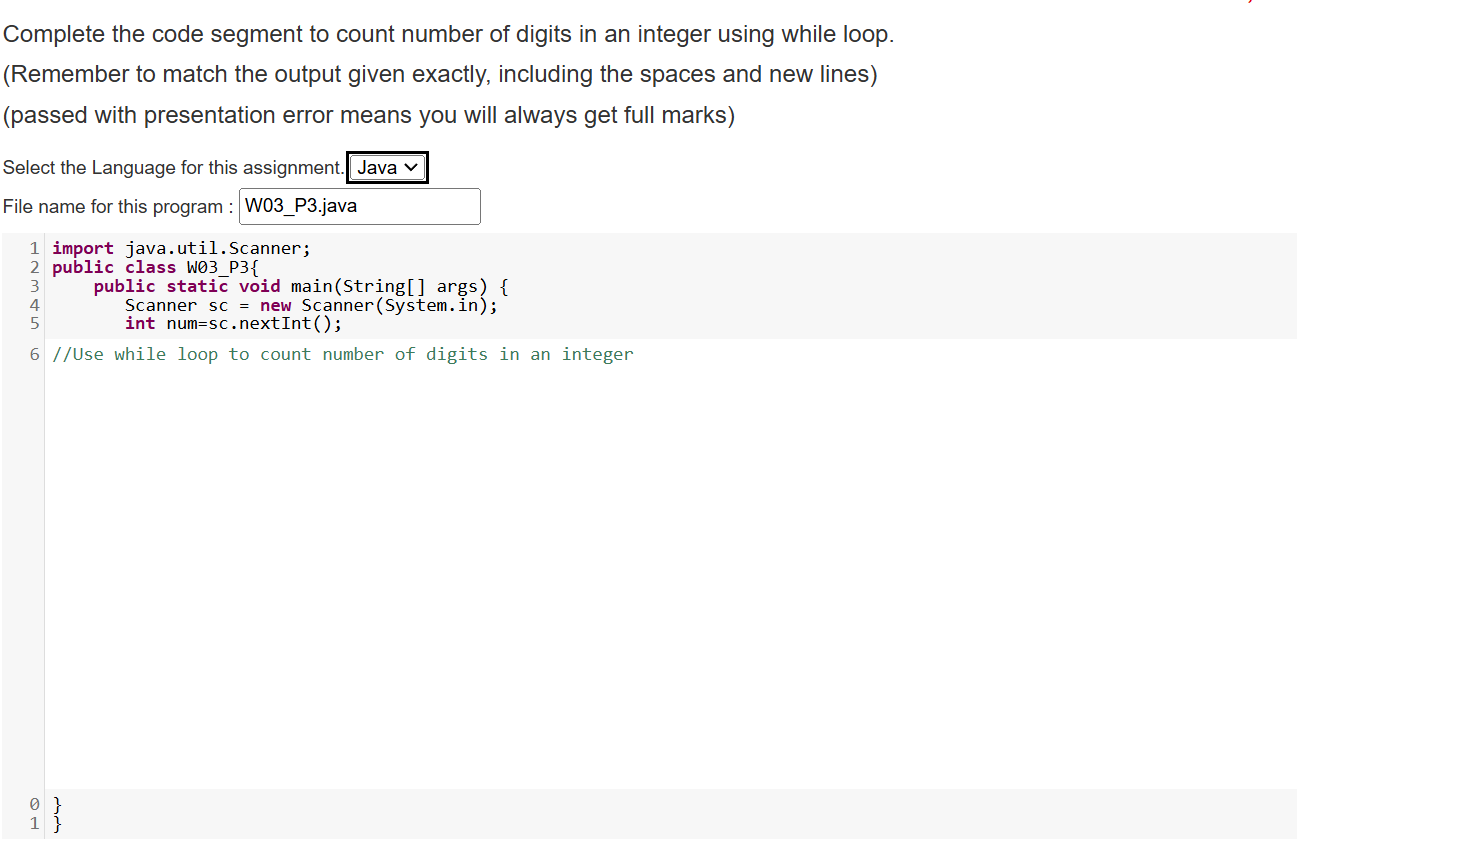 Complete the code segment to count number of digits in an integer using while loop.
(Remember to match the output given exactly, including the spaces and new lines)
(passed with presentation error means you will always get full marks)
Select the Language for this assignment. Java
File name for this program : W03_P3.java
1 import java.util.Scanner;
2 public class W03_P3{
3     public static void main(String[] args) {
4        Scanner sc = new Scanner(System.in);
5        int num=sc.nextInt();
6 //Use while loop to count number of digits in an integer
0 }
1 }